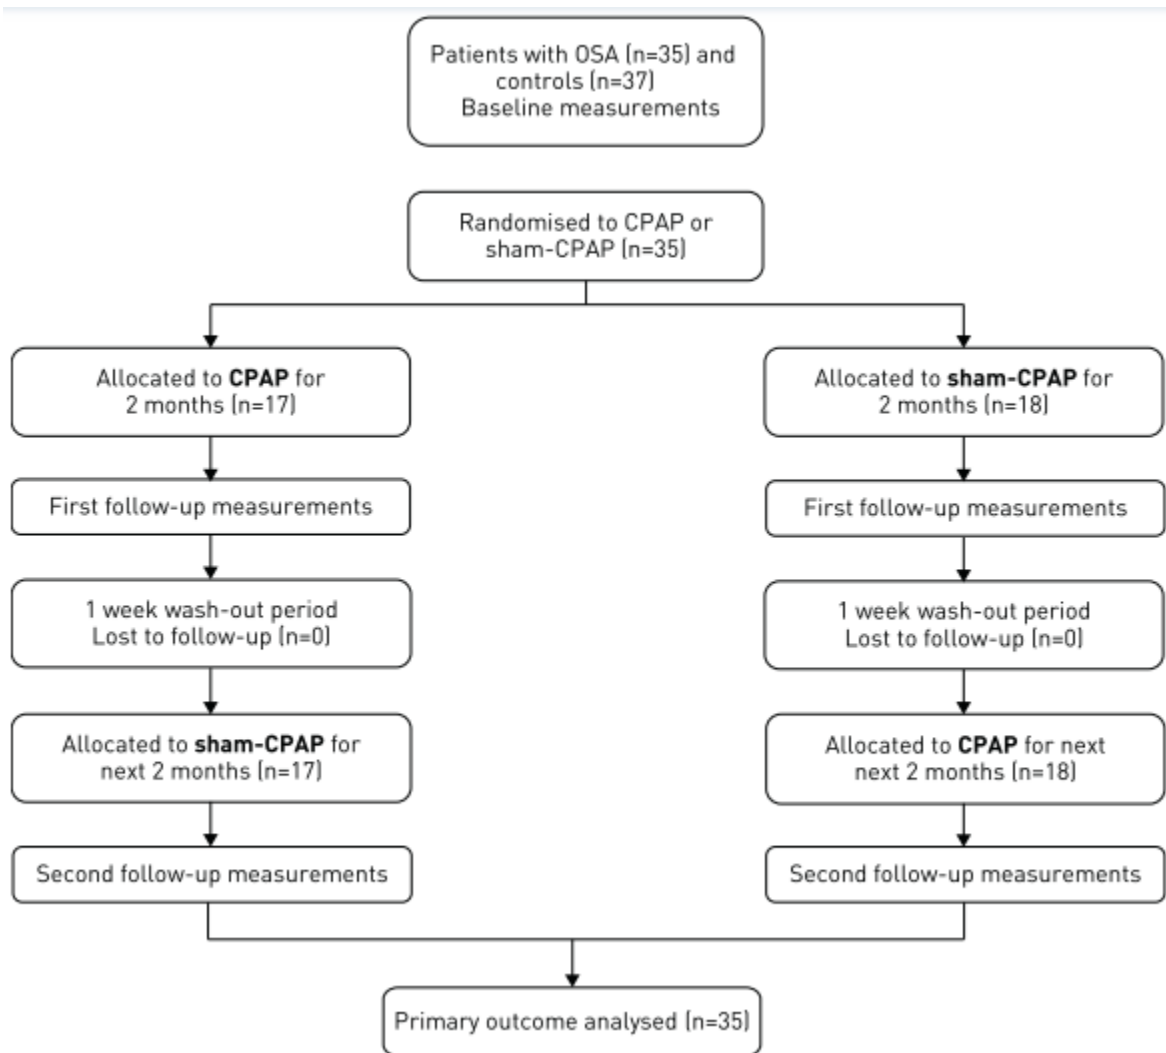 Patients with OSA (n=35) and
controls (n=37)
Baseline measurements
Randomised to CPAP or
sham-CPAP (n=35)
Allocated to CPAP for
2 months (n=17)
Allocated to sham-CPAP for
2 months (n=18)
First follow-up measurements
First follow-up measurements
1 week wash-out period
Lost to follow-up (n=0)
1 week wash-out period
Lost to follow-up (n=0)
Allocated to sham-CPAP for
next 2 months (n=17)
Allocated to CPAP for next
next 2 months (n=18)
Second follow-up measurements
Second follow-up measurements
Primary outcome analysed (n=35)